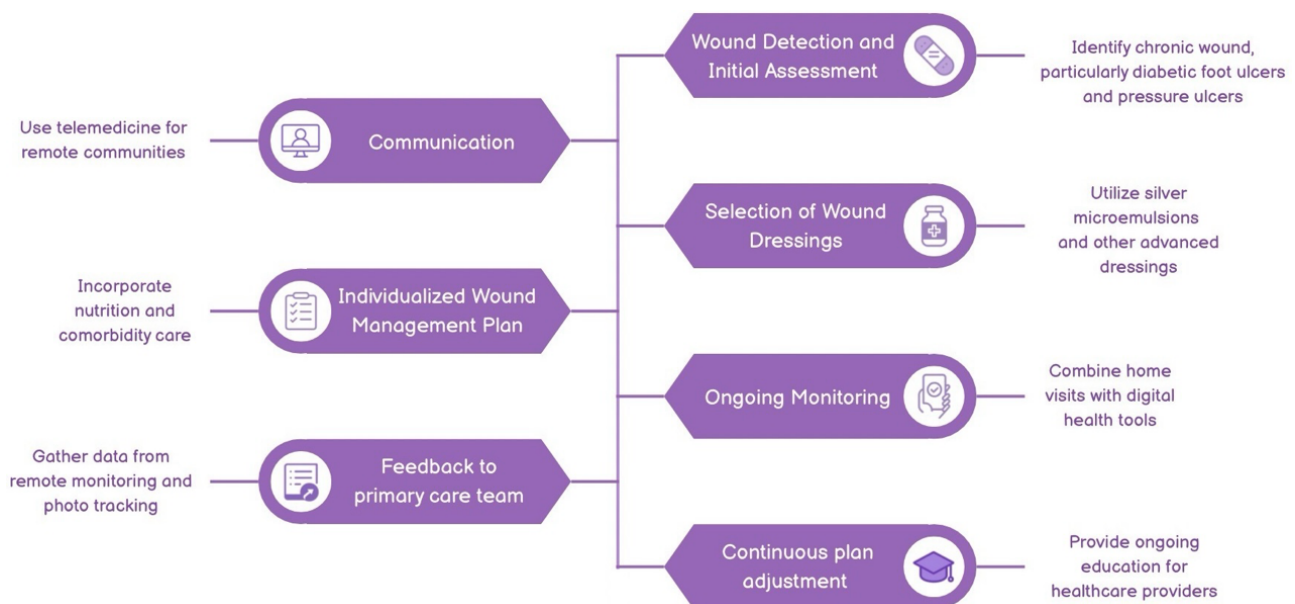 Wound Detection and
Initial Assessment
Identify chronic wound,
particularly diabetic foot ulcers
and pressure ulcers
Use telemedicine for
remote communities
Communication
Selection of Wound
Dressings
Utilize silver
microemulsions
and other advanced
dressings
Incorporate
nutrition and
comorbidity care
Individualized Wound
Management Plan
Ongoing Monitoring
Combine home
visits with digital
health tools
Gather data from
remote monitoring and
photo tracking
Feedback to
primary care team
Continuous plan
adjustment
Provide ongoing
education for
healthcare providers